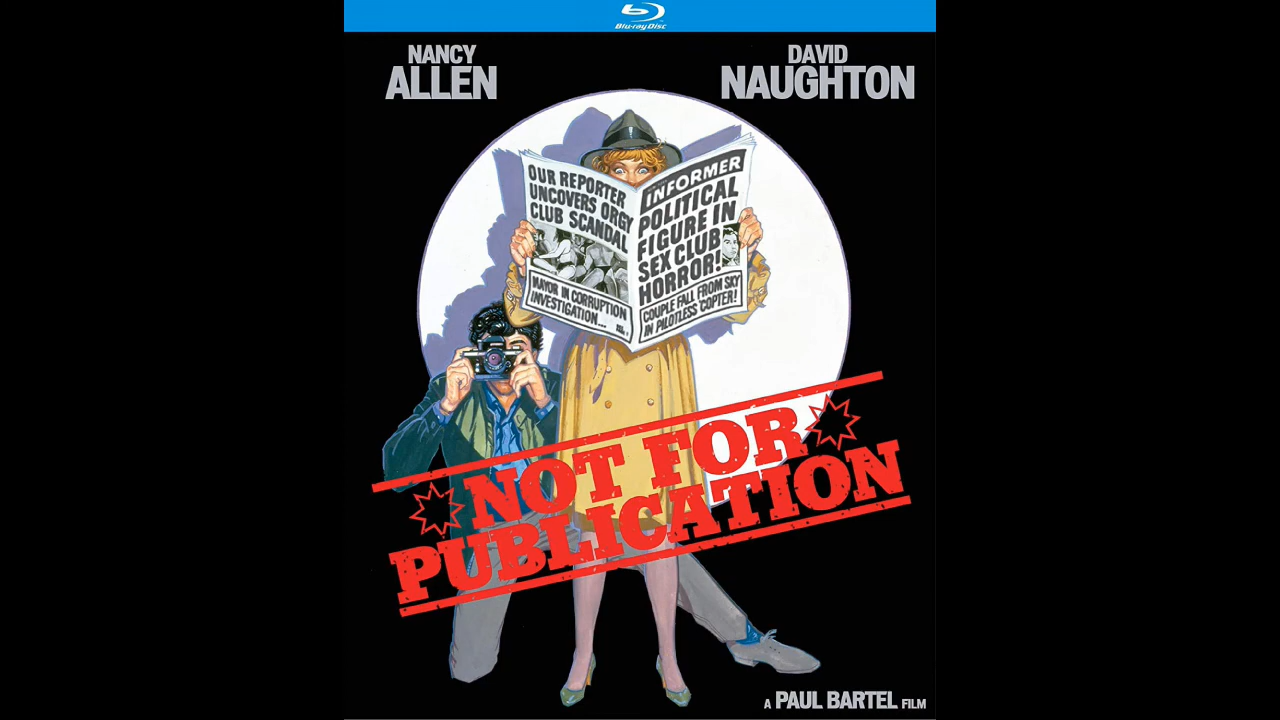 Blu-ray Disc
NANCY
ALLEN
DAVID
NAUGHTON
OUR REPORTER
UNCOVERS ORGY
CLUB SCANDAL
MAYOR IN CORRUPTION
INVESTIGATION...
INFORMER
POLITICAL
FIGURE IN
SEX CLUB
HORROR!
COUPLE FALL FROM SKY
IN PILOTLESS 'COPTER!
NOT FOR
PUBLICATION
A PAUL BARTEL FILM